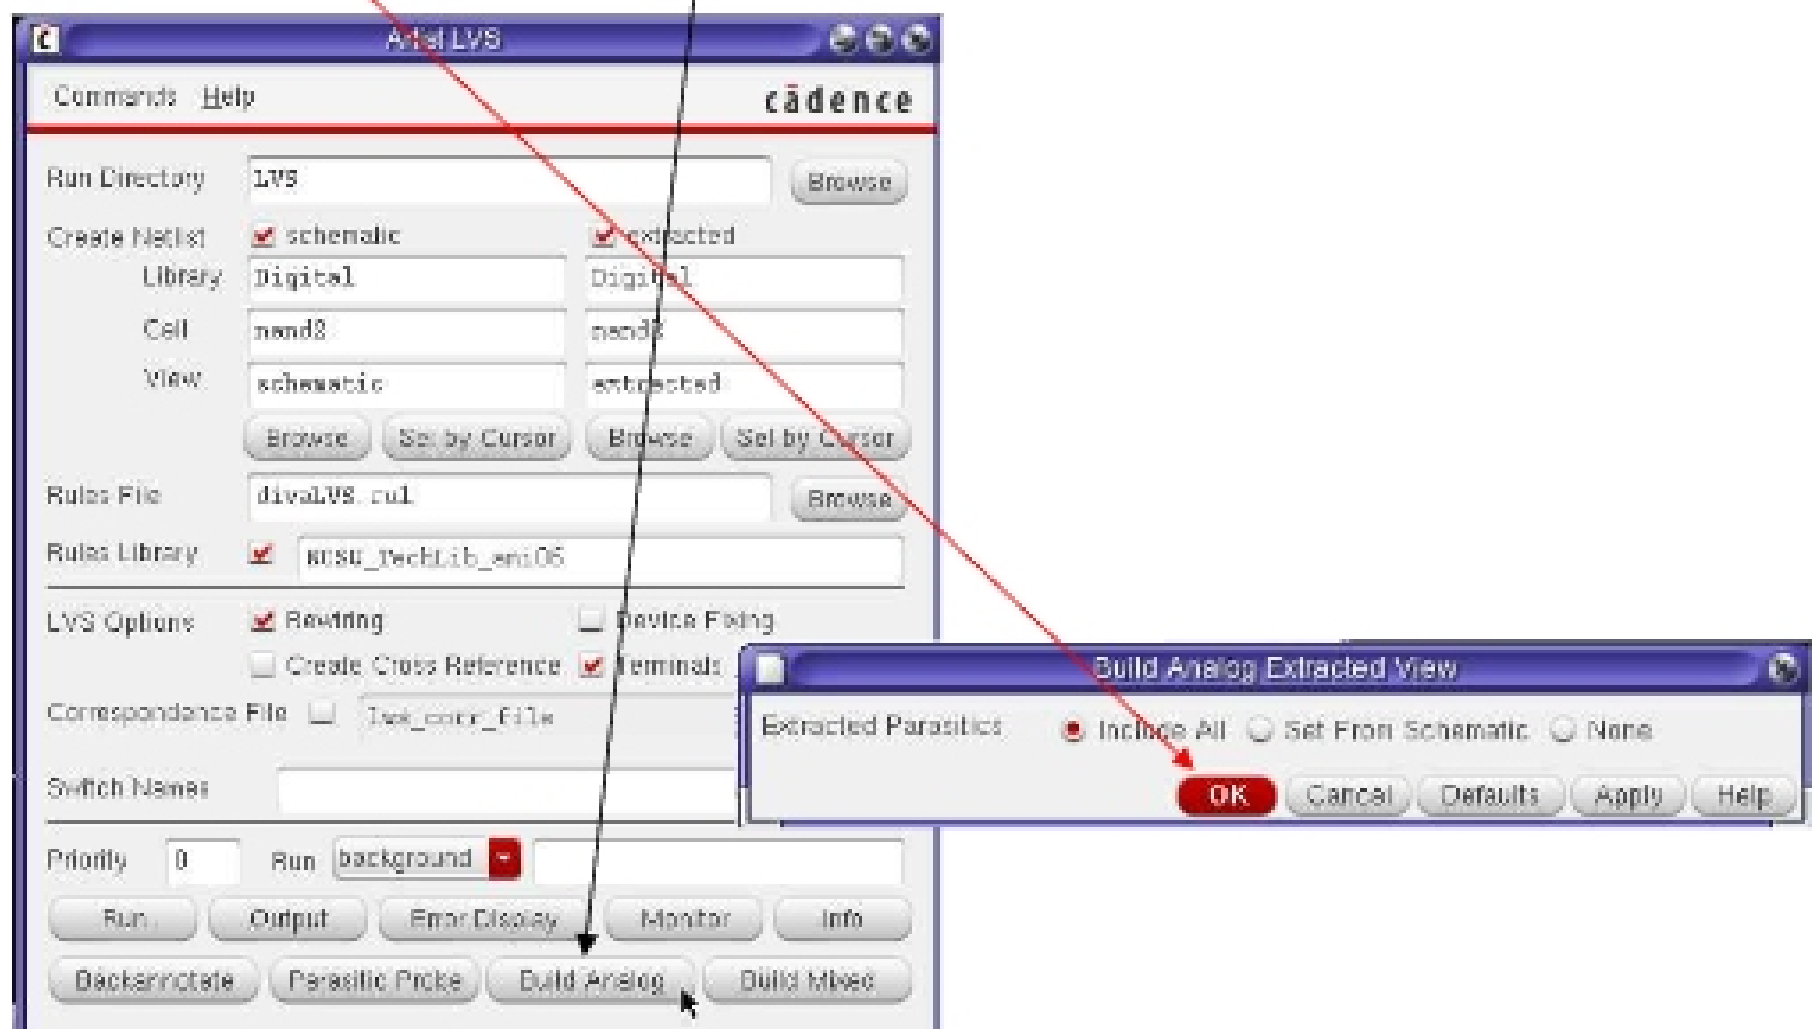 Artist LVS
Commands Help
cādence
Run Directory LVS Browse
Create Netlist schematic extracted
Library Digital Digital
Cell
View schematic extracted
Browse Sel by Cursor Browse Sel by Cursor
Rules File divaLVS.rul Browse
Rules Library NCSU_TechLib_ami06
LVS Options Rewiring Device Fixing
Create Cross Reference Terminals
Correspondence File lvs_corr_file
Switch Names
Priority 0 Run background
Run Output Error Display Monitor Info
Backannotate Parasitic Probe Build Analog Build Mixed
Build Analog Extracted View
Extracted Parasitics Include All Set From Schematic None
OK Cancel Defaults Apply Help